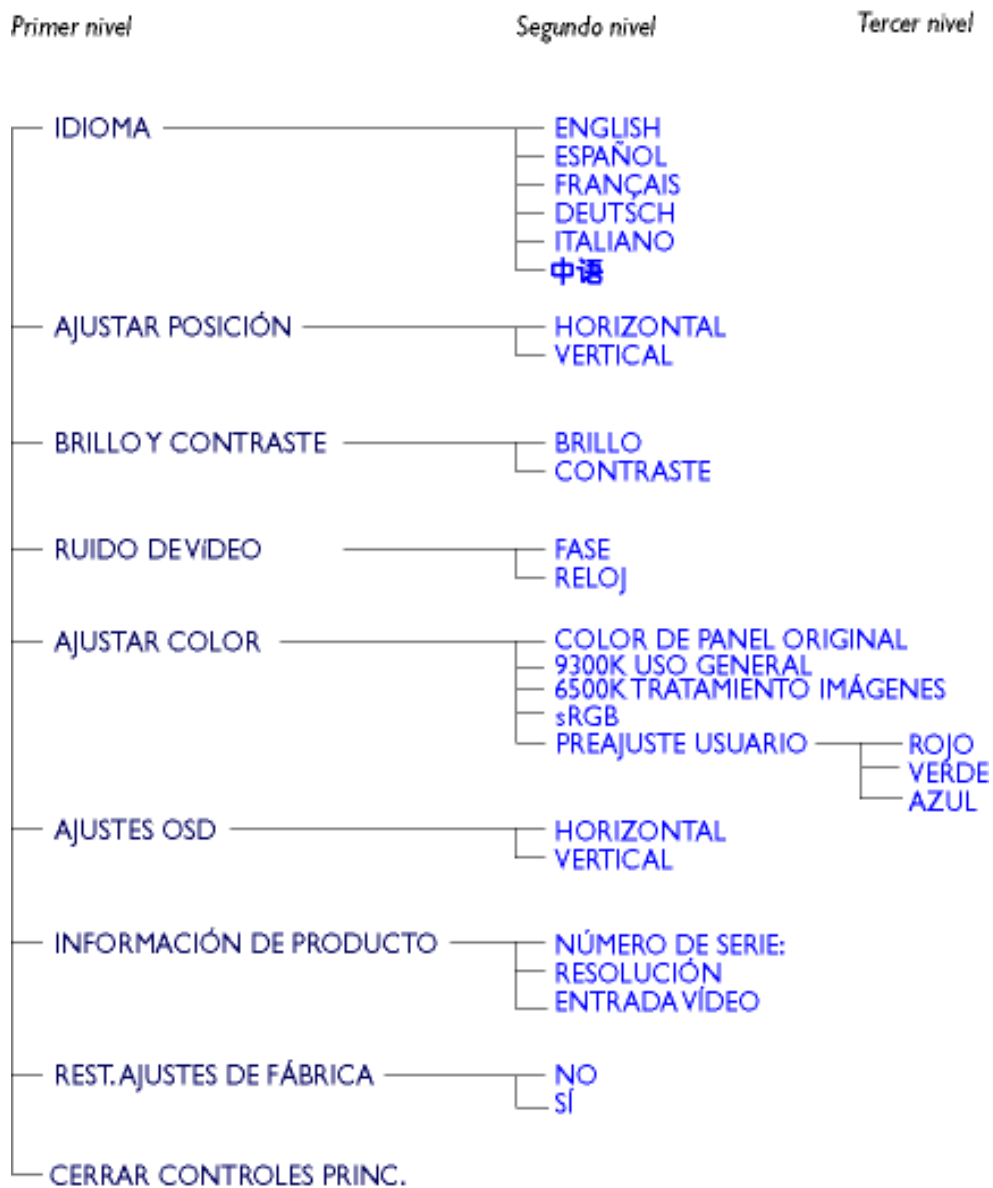 Primer nivel Segundo nivel Tercer nivel
IDIOMA ENGLISH
ESPAÑOL
FRANÇAIS
DEUTSCH
ITALIANO
中语
AJUSTAR POSICIÓN HORIZONTAL
VERTICAL
BRILLO Y CONTRASTE BRILLO
CONTRASTE
RUIDO DE VíDEO FASE
RELOJ
AJUSTAR COLOR COLOR DE PANEL ORIGINAL
9300K USO GENERAL
6500K TRATAMIENTO IMÁGENES
sRGB
PREAJUSTE USUARIO ROJO
VERDE
AZUL
AJUSTES OSD HORIZONTAL
VERTICAL
INFORMACIÓN DE PRODUCTO NÚMERO DE SERIE:
RESOLUCIÓN
ENTRADA VÍDEO
REST. AJUSTES DE FÁBRICA NO
SÍ
CERRAR CONTROLES PRINC.